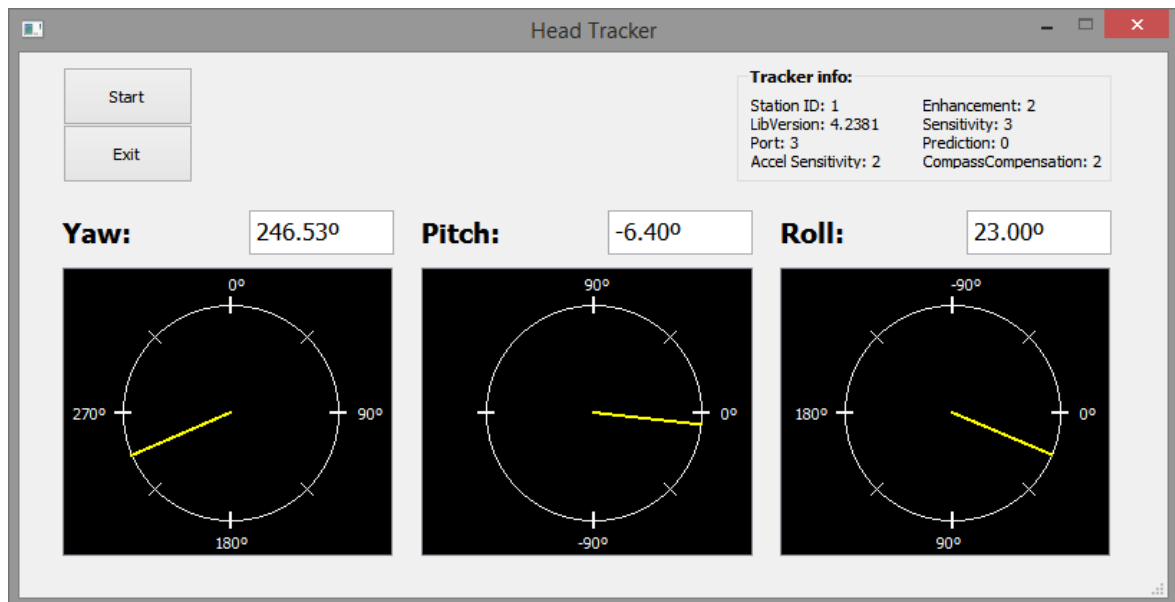 Head Tracker
Start
Exit
Tracker info:
Station ID: 1
LibVersion: 4.2381
Port: 3
Accel Sensitivity: 2
Enhancement: 2
Sensitivity: 3
Prediction: 0
CompassCompensation: 2
Yaw: 246.53º
Pitch: -6.40º
Roll: 23.00º
0º
270º 90º
180º
90º
0º
-90º
-90º
180º 0º
90º